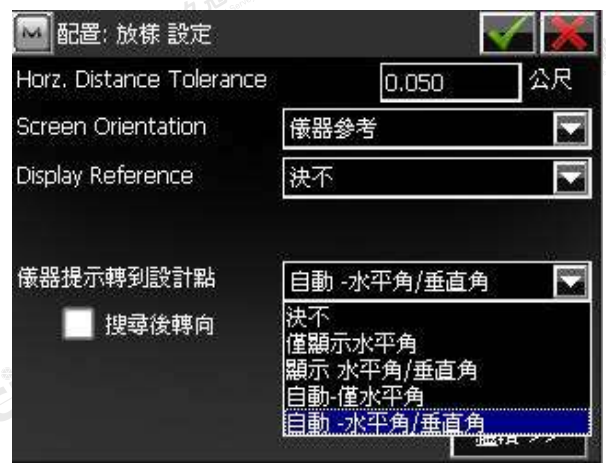 配置: 放樣 設定
Horz. Distance Tolerance 0.050 公尺
Screen Orientation 儀器參考
Display Reference 決不
儀器提示轉到設計點 自動 -水平角/垂直角
搜尋後轉向
決不
僅顯示水平角
顯示 水平角/垂直角
自動-僅水平角
自動 -水平角/垂直角